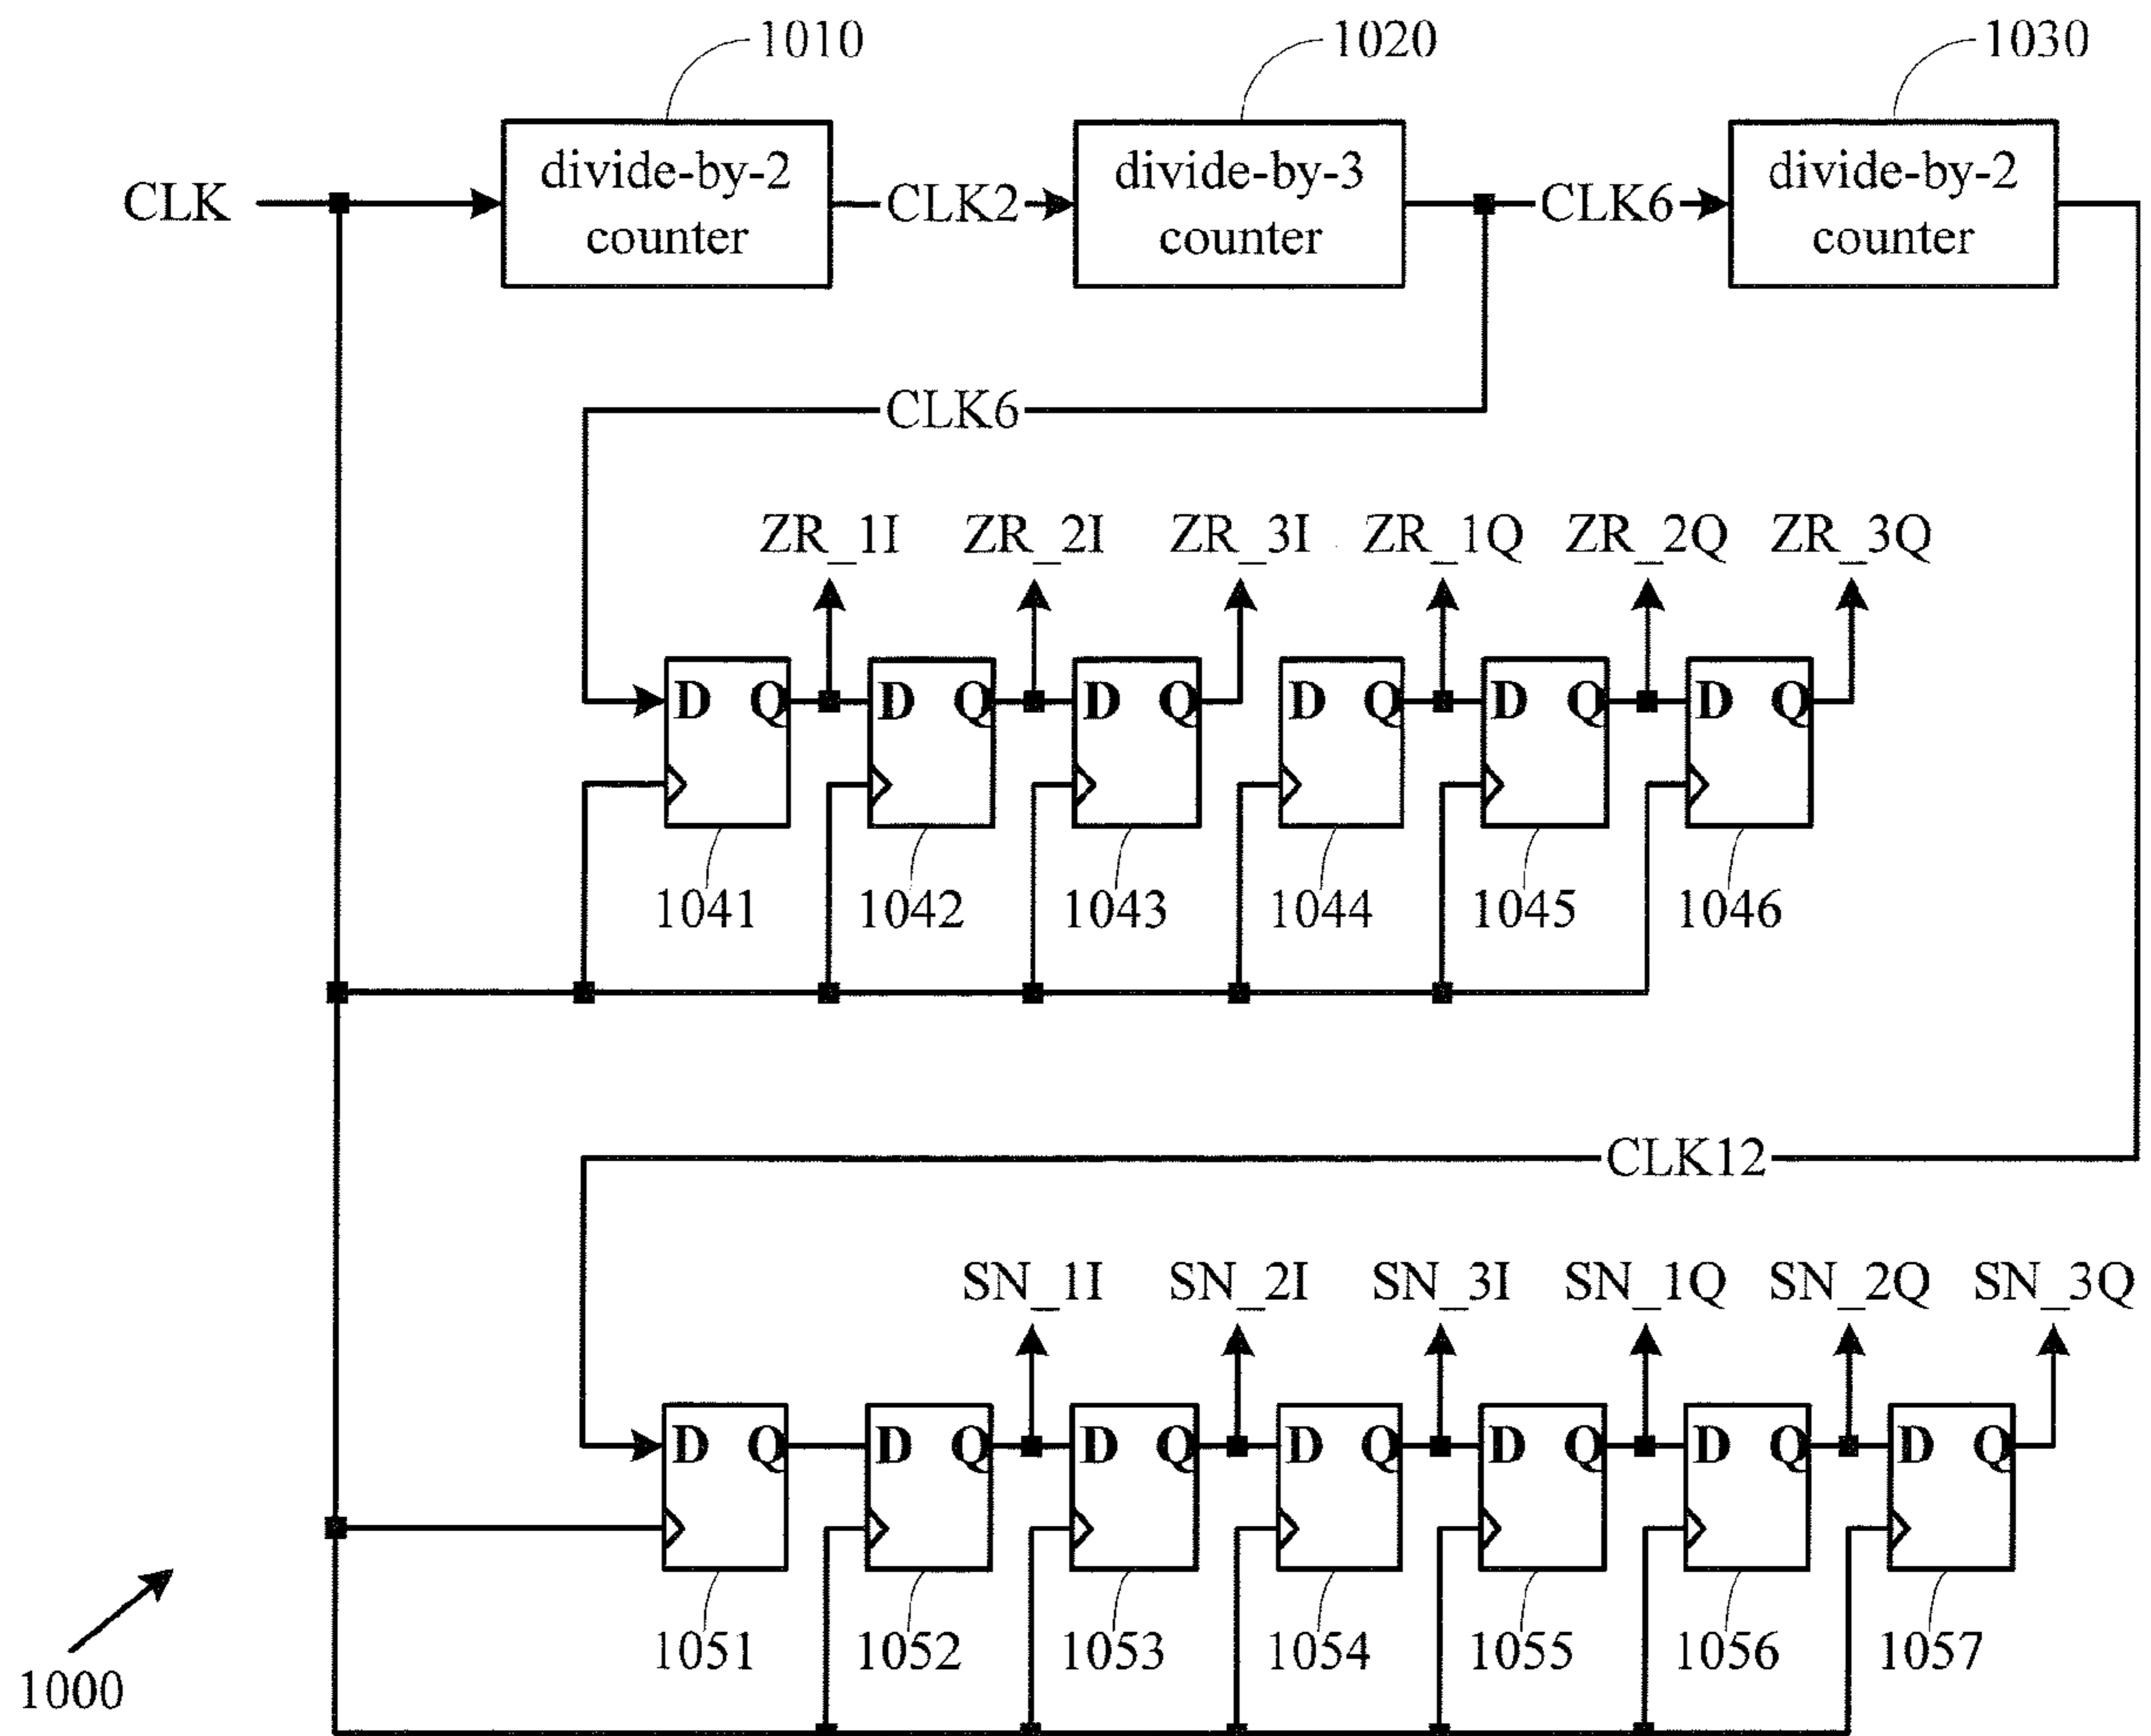 1010
1020
1030
CLK
divide-by-2
counter
CLK2
divide-by-3
counter
CLK6
divide-by-2
counter
CLK6
ZR_1I
ZR_2I
ZR_3I
ZR_1Q
ZR_2Q
ZR_3Q
D Q
D Q
D Q
D Q
D Q
D Q
1041
1042
1043
1044
1045
1046
CLK12
SN_1I
SN_2I
SN_3I
SN_1Q
SN_2Q
SN_3Q
D Q
D Q
D Q
D Q
D Q
D Q
D Q
1051
1052
1053
1054
1055
1056
1057
1000